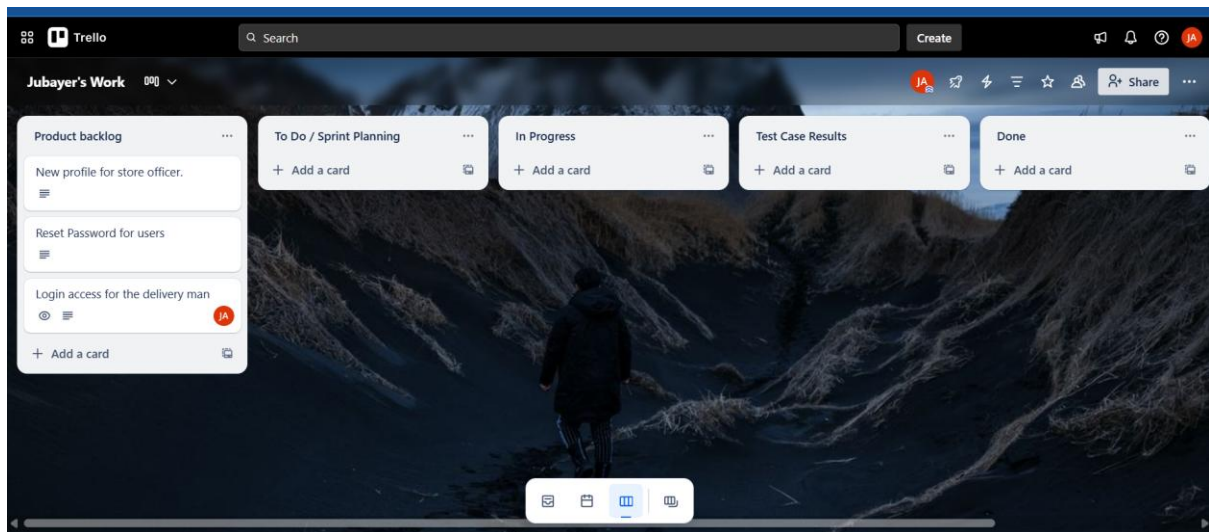 Trello
Search
Create
JA
Jubayer's Work
JA
Share
Product backlog
New profile for store officer.
Reset Password for users
Login access for the delivery man
JA
+ Add a card
To Do / Sprint Planning
+ Add a card
In Progress
+ Add a card
Test Case Results
+ Add a card
Done
+ Add a card